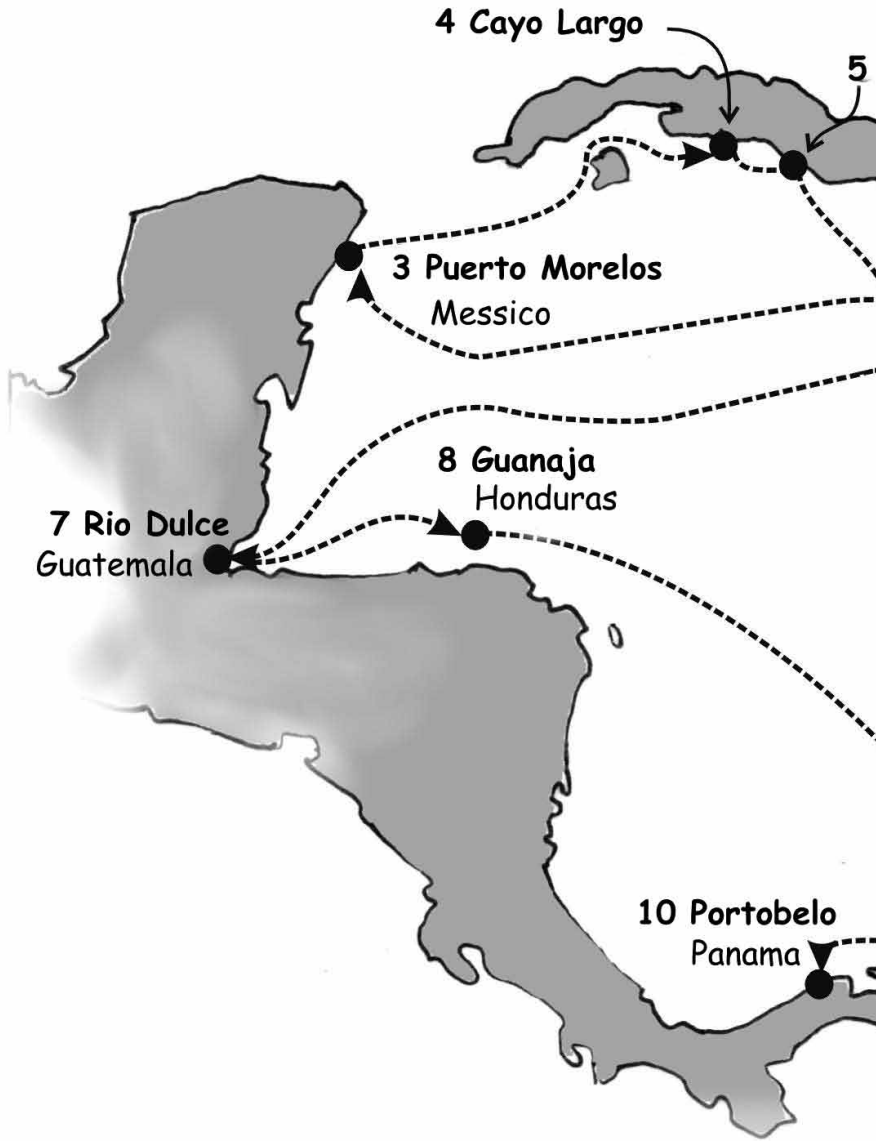 4 Cayo Largo
5
3 Puerto Morelos
Messico
8 Guanaja
Honduras
7 Rio Dulce
Guatemala
10 Portobelo
Panama